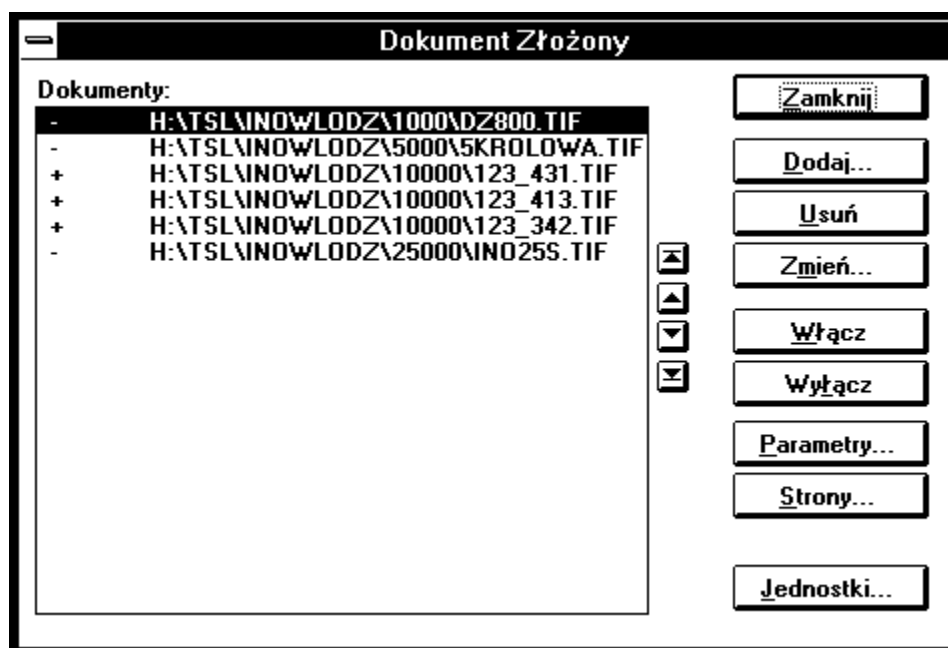 Dokument Złożony
Dokumenty:
- H:\TSL\INOWLODZ\1000\DZ800.TIF
- H:\TSL\INOWLODZ\5000\5KROLOWA.TIF
+ H:\TSL\INOWLODZ\10000\123_431.TIF
+ H:\TSL\INOWLODZ\10000\123_413.TIF
+ H:\TSL\INOWLODZ\10000\123_342.TIF
- H:\TSL\INOWLODZ\25000\INO25S.TIF
Zamknij
Dodaj...
Usuń
Zmień...
Włącz
Wyłącz
Parametry...
Strony...
Jednostki...